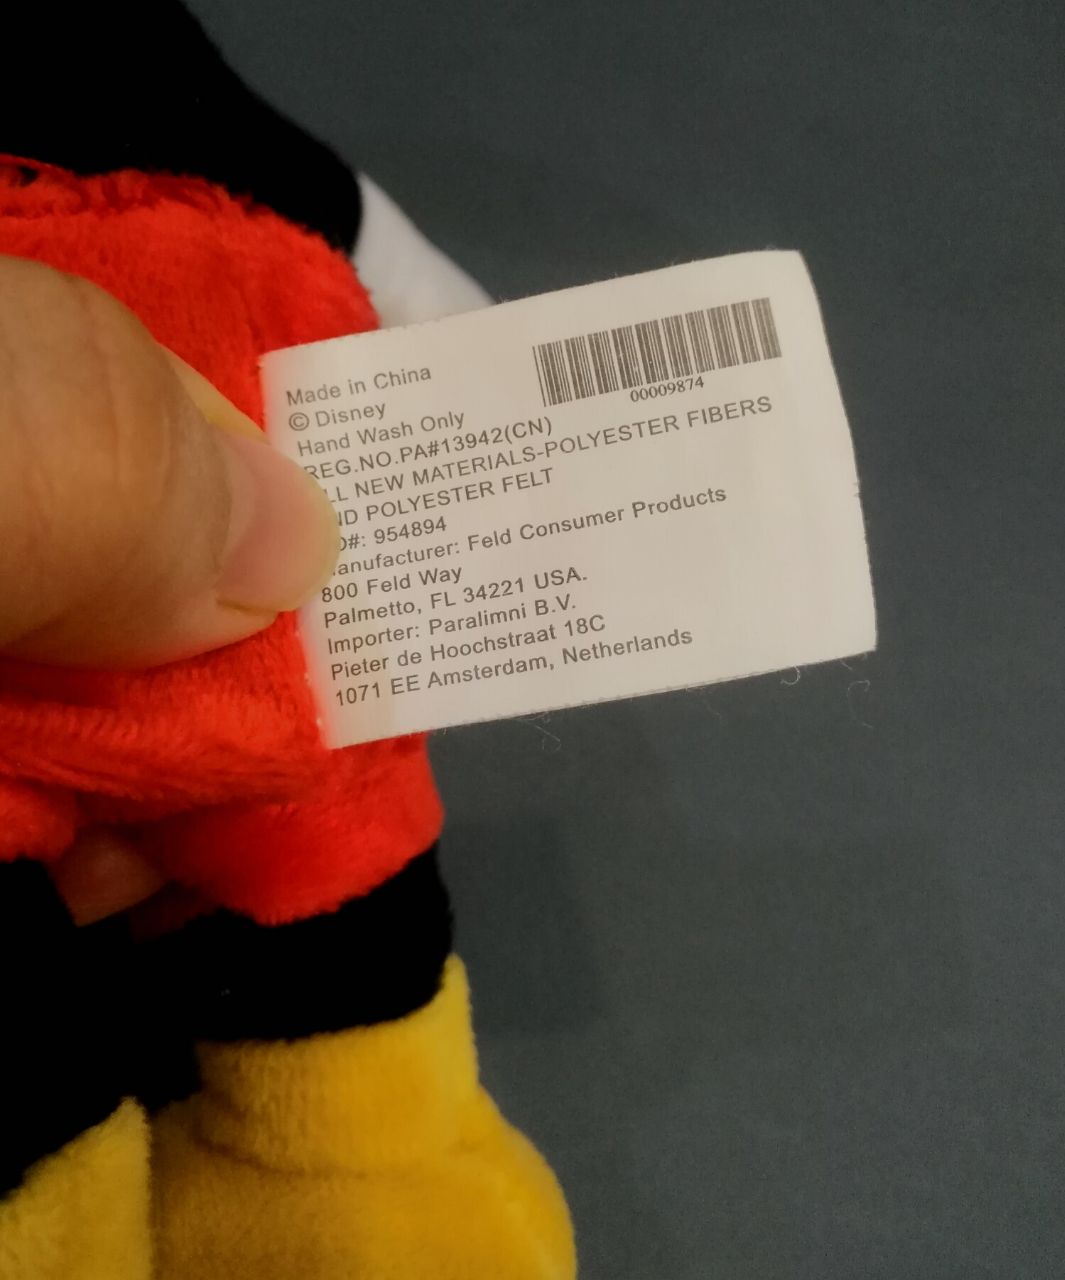 00009874
Made in China
© Disney
Hand Wash Only
REG.NO.PA#13942(CN)
NEW MATERIALS-POLYESTER FIBERS
POLYESTER FELT
954894
Feld Consumer Products
800 Feld Way
Palmetto, FL 34221 USA.
Importer: Paralimni B.V.
Pieter de Hoochstraat 18C
1071 EE Amsterdam, Netherlands